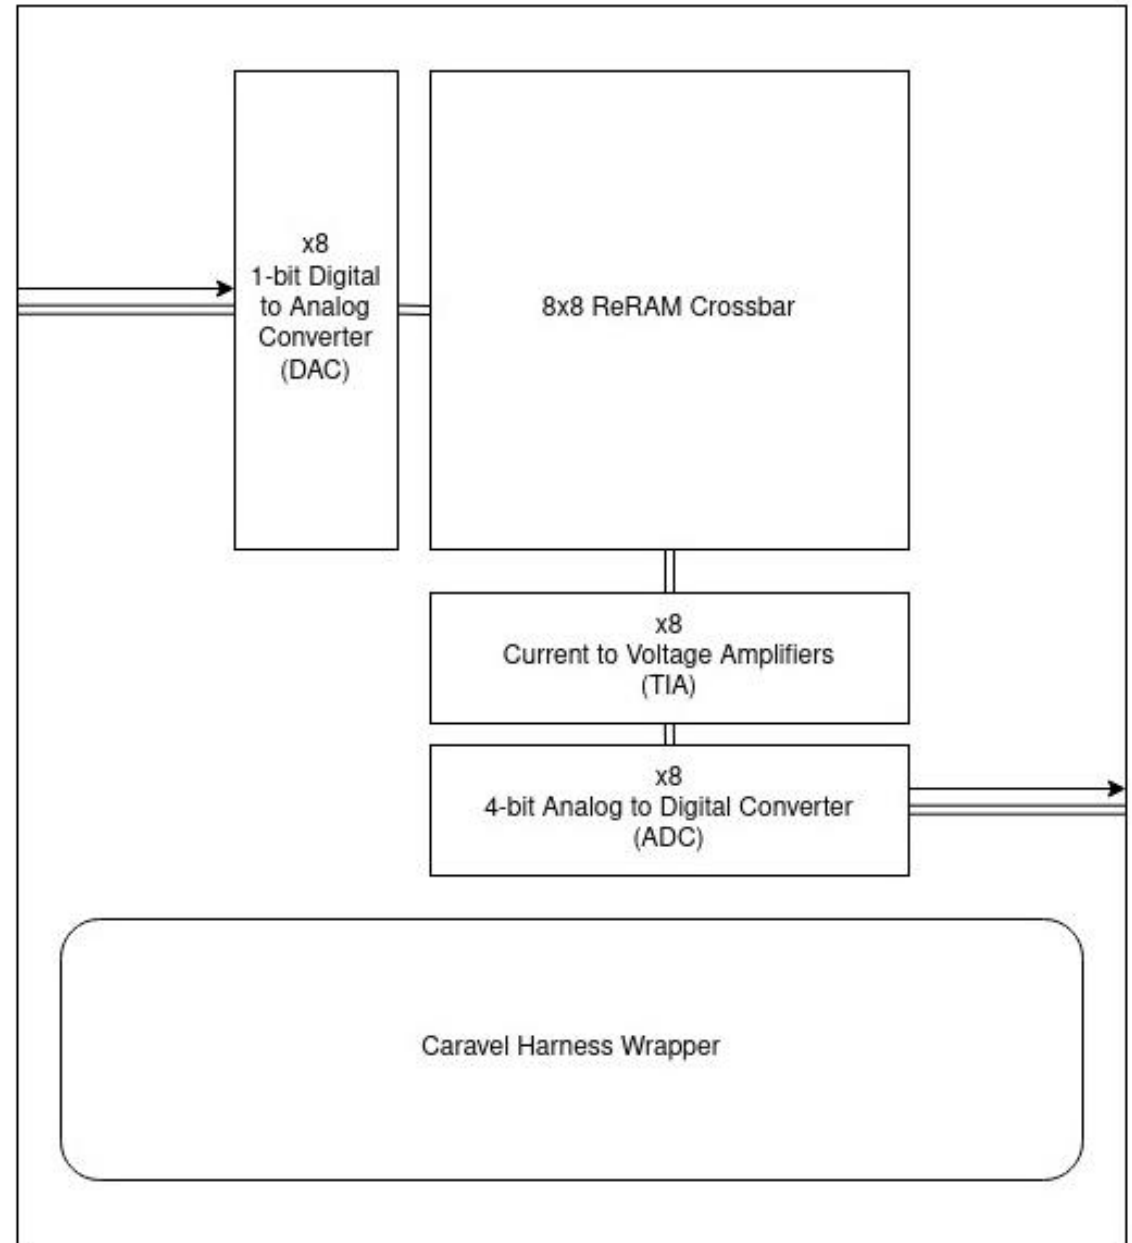 x8
1-bit Digital
to Analog
Converter
(DAC)
8x8 ReRAM Crossbar
x8
Current to Voltage Amplifiers
(TIA)
x8
4-bit Analog to Digital Converter
(ADC)
Caravel Harness Wrapper